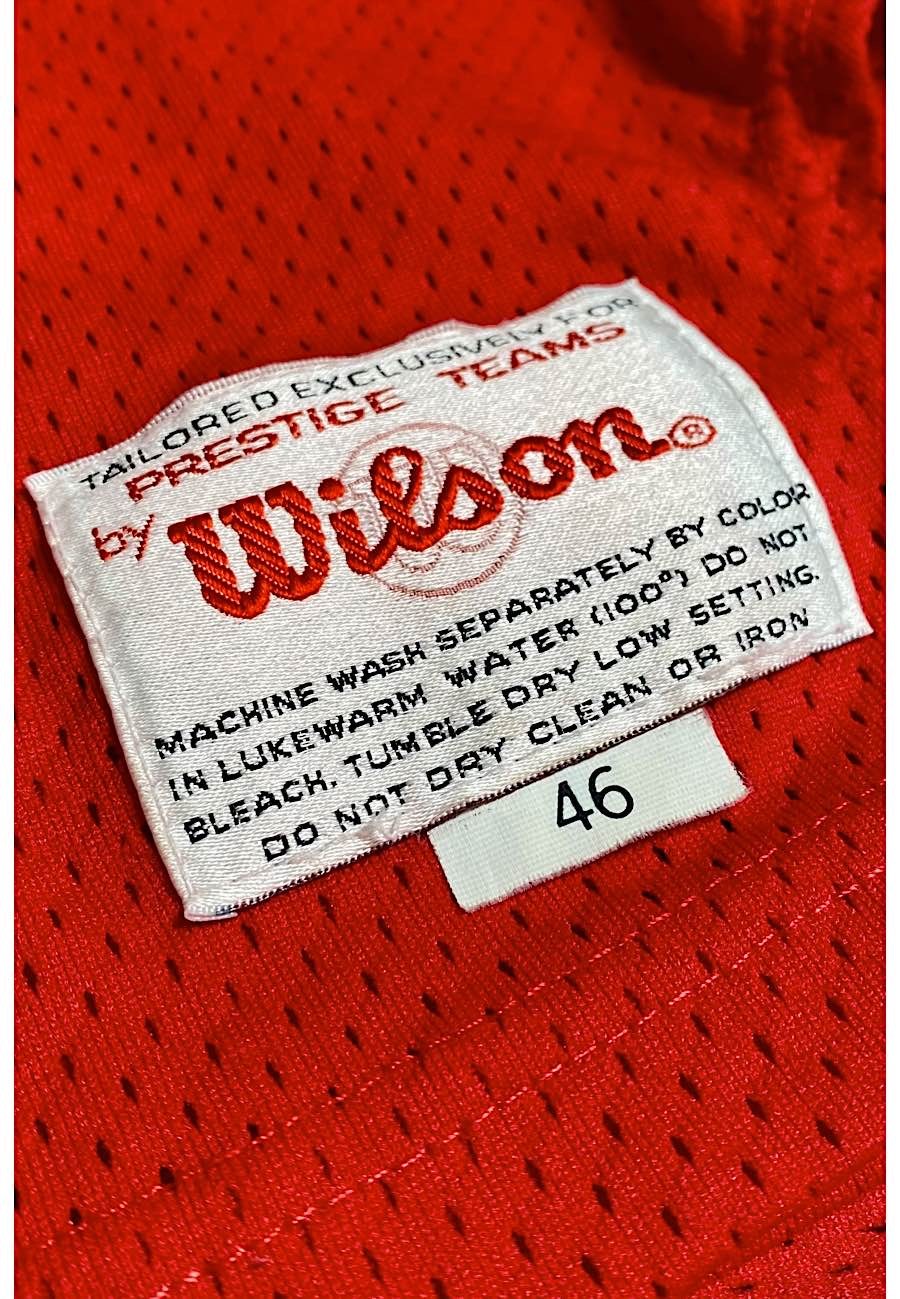 TAILORED EXCLUSIVELY FOR
PRESTIGE TEAMS
by Wilson®
MACHINE WASH SEPARATELY BY COLOR
IN LUKEWARM WATER (100°) DO NOT
BLEACH. TUMBLE DRY LOW SETTING.
DO NOT DRY CLEAN OR IRON
46